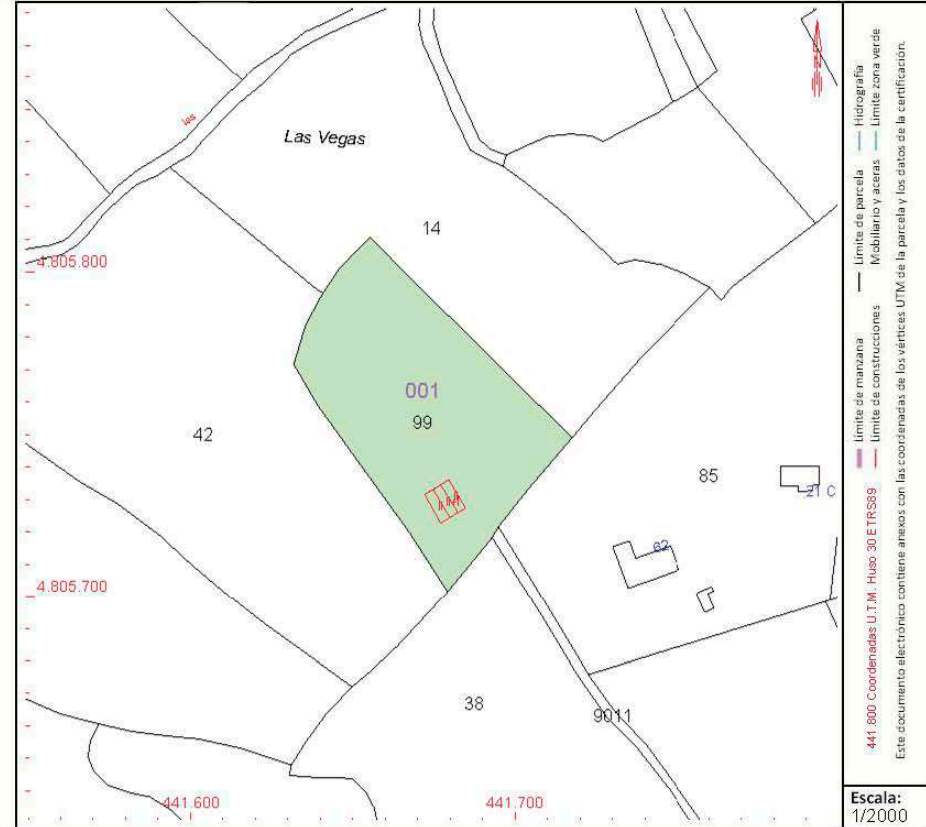 las
Las Vegas
14
4.805.800
001
99
42
85
21 C
62
4.805.700
38
9011
441.600
441.700
Límite de manzana
Límite de parcela
Hidrografía
441.800 Coordenadas U.T.M. Huso 30 ETRS89
Límite de construcciones
Mobiliario y aceras
Límite zona verde
Este documento electrónico contiene anexos con las coordenadas de los vértices UTM de la parcela y los datos de la certificación.
Escala:
1/2000